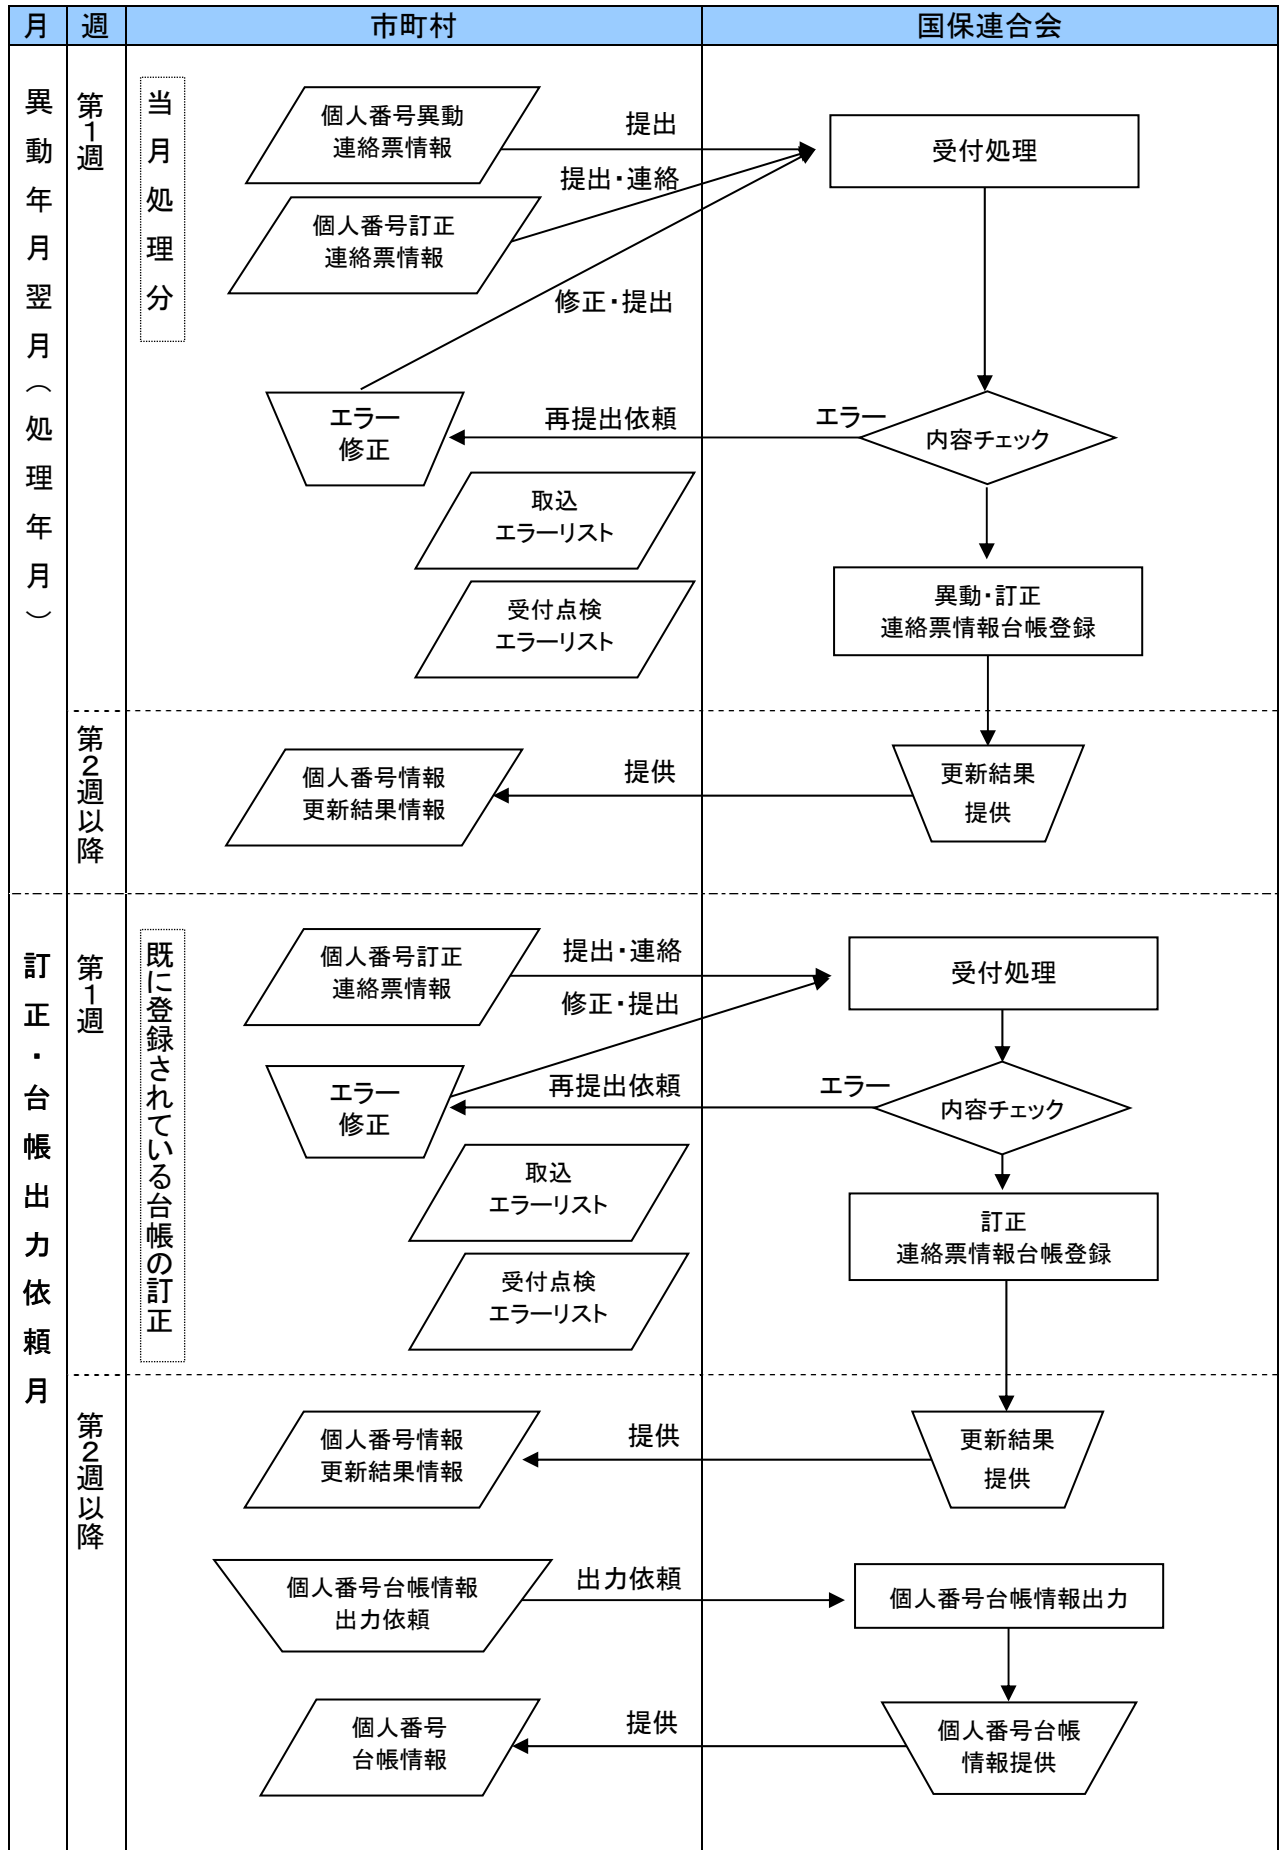 月
週
市町村
国保連合会
異動年月翌月（処理年月）
第1週
当月処理分
個人番号異動
連絡票情報
提出
受付処理
提出・連絡
個人番号訂正
連絡票情報
修正・提出
エラー
修正
再提出依頼
エラー
内容チェック
取込
エラーリスト
受付点検
エラーリスト
異動・訂正
連絡票情報台帳登録
第2週以降
個人番号情報
更新結果情報
提供
更新結果
提供
訂正・台帳出力依頼月
第1週
既に登録されている台帳の訂正
個人番号訂正
連絡票情報
提出・連絡
受付処理
修正・提出
エラー
修正
再提出依頼
エラー
内容チェック
取込
エラーリスト
訂正
連絡票情報台帳登録
受付点検
エラーリスト
第2週以降
個人番号情報
更新結果情報
提供
更新結果
提供
個人番号台帳情報
出力依頼
出力依頼
個人番号台帳情報出力
個人番号
台帳情報
提供
個人番号台帳
情報提供